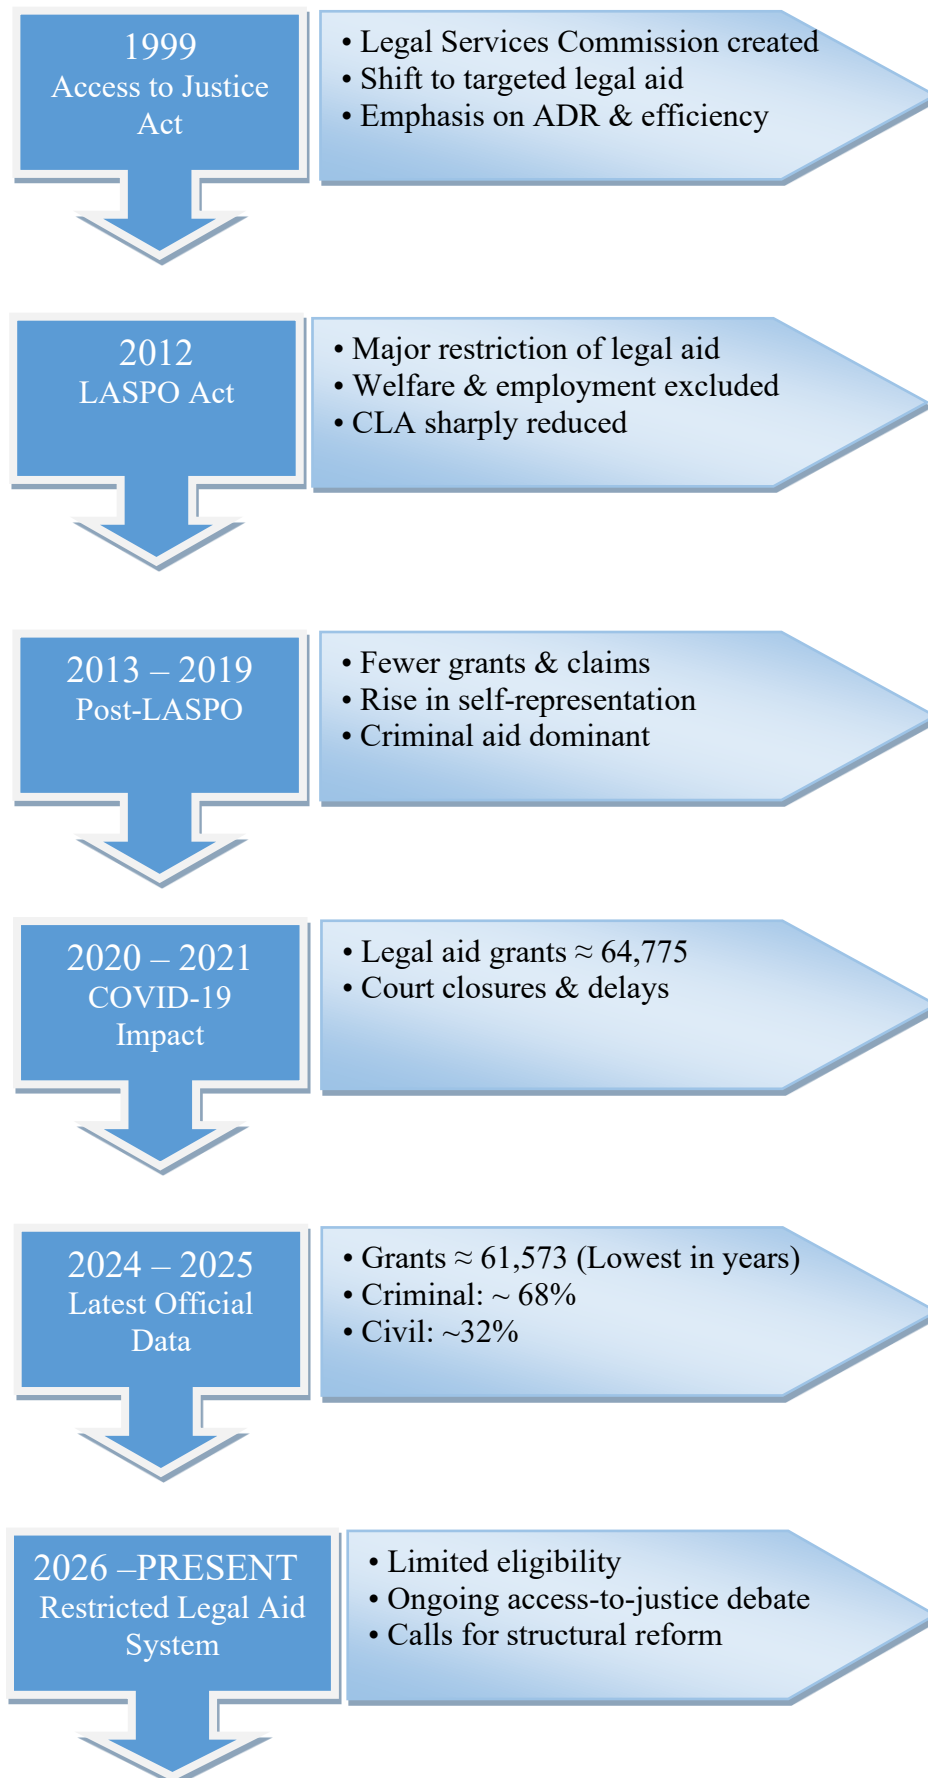 1999
Access to Justice
Act
• Legal Services Commission created
• Shift to targeted legal aid
• Emphasis on ADR & efficiency
2012
LASPO Act
• Major restriction of legal aid
• Welfare & employment excluded
• CLA sharply reduced
2013 – 2019
Post-LASPO
• Fewer grants & claims
• Rise in self-representation
• Criminal aid dominant
2020 – 2021
COVID-19
Impact
• Legal aid grants ≈ 64,775
• Court closures & delays
2024 – 2025
Latest Official
Data
• Grants ≈ 61,573 (Lowest in years)
• Criminal: ~ 68%
• Civil: ~32%
2026 –PRESENT
Restricted Legal Aid
System
• Limited eligibility
• Ongoing access-to-justice debate
• Calls for structural reform